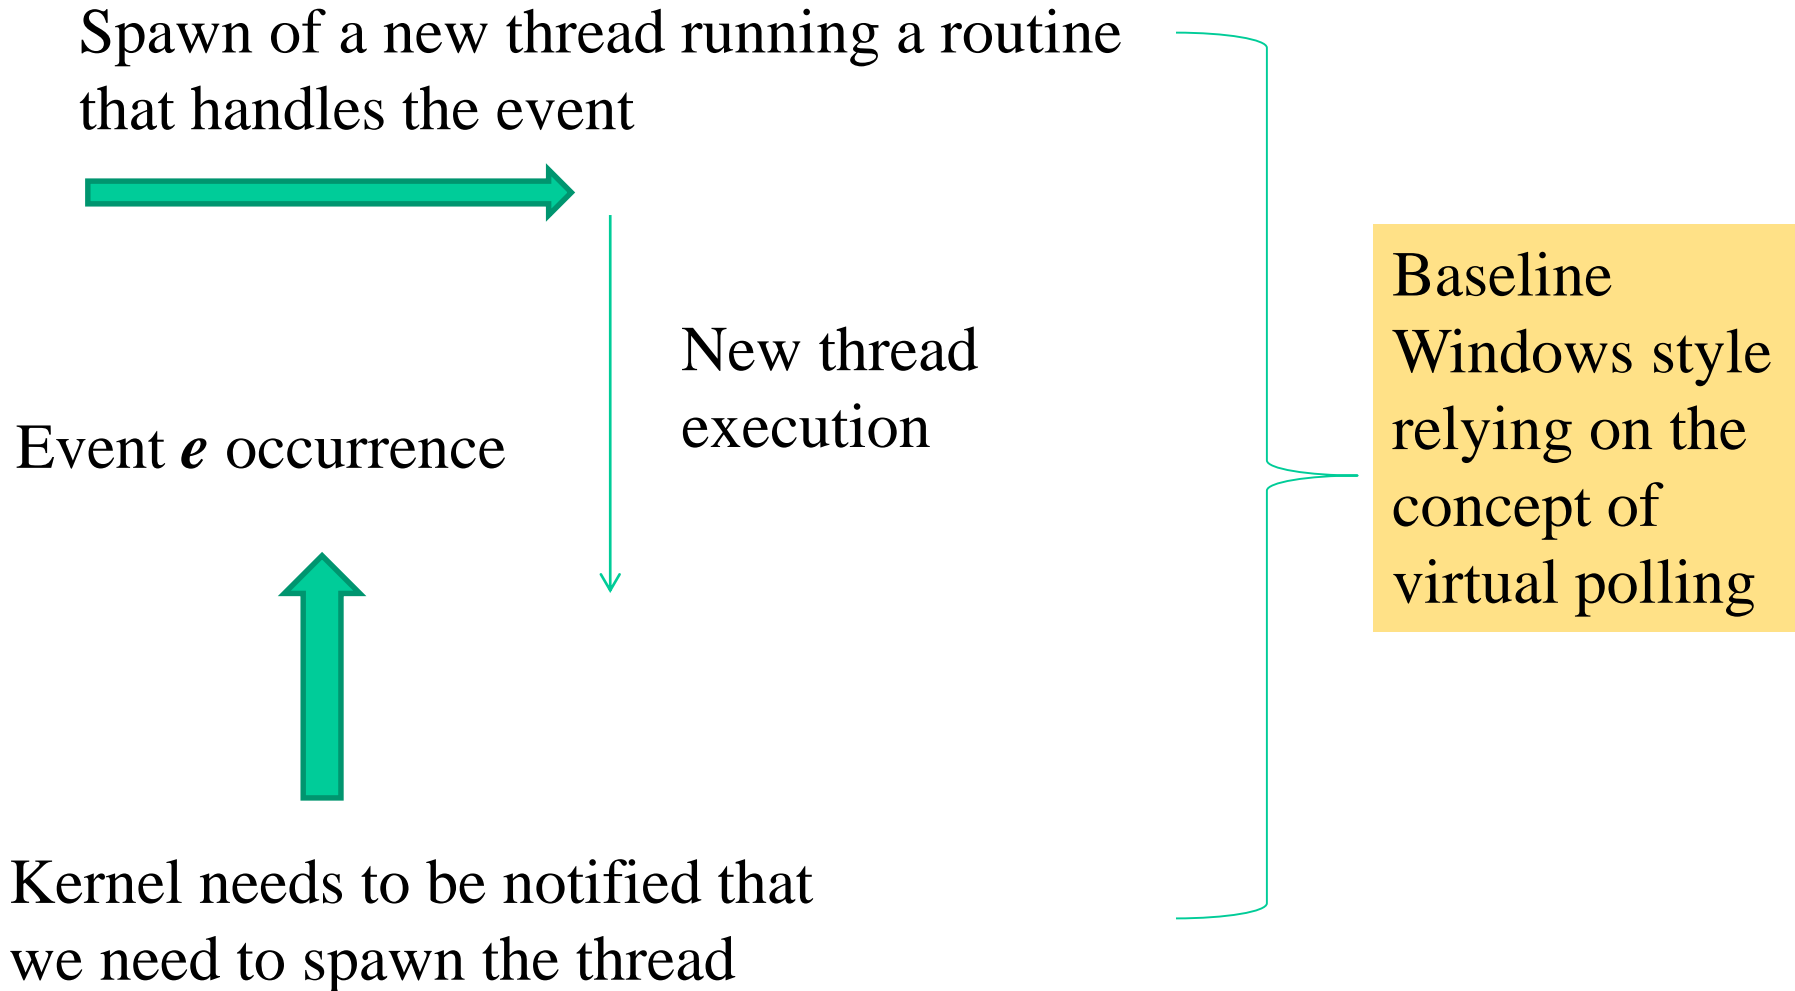 Spawn of a new thread running a routine
that handles the event
New thread
execution
Event e occurrence
Kernel needs to be notified that
we need to spawn the thread
Baseline
Windows style
relying on the
concept of
virtual polling